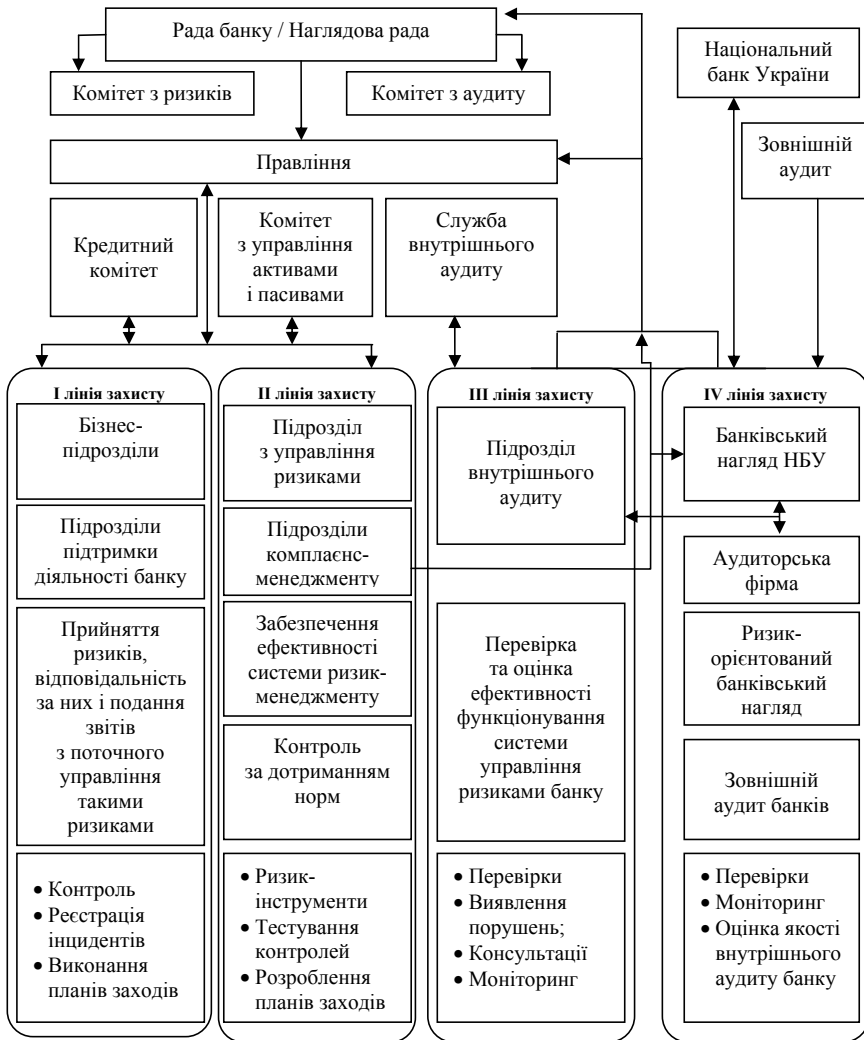 Рада банку / Наглядова рада
Комітет з ризиків
Комітет з аудиту
Національний
банк України
Правління
Зовнішній
аудит
Кредитний
комітет
Комітет
з управління
активами
і пасивами
Служба
внутрішнього
аудиту
І лінія захисту
Бізнес-
підрозділи
Підрозділи
підтримки
діяльності банку
Прийняття
ризиків,
відповідальність
за них і подання
звітів
з поточного
управління
такими
ризиками
• Контроль
• Реєстрація
інцидентів
• Виконання
планів заходів
ІІ лінія захисту
Підрозділ
з управління
ризиками
Підрозділи
комплаєнс-
менеджменту
Забезпечення
ефективності
системи ризик-
менеджменту
Контроль
за дотриманням
норм
• Ризик-
інструменти
• Тестування
контролей
• Розроблення
планів заходів
ІІІ лінія захисту
Підрозділ
внутрішнього
аудиту
Перевірка
та оцінка
ефективності
функціонування
системи
управління
ризиками банку
• Перевірки
• Виявлення
порушень;
• Консультації
• Моніторинг
IV лінія захисту
Банківський
нагляд НБУ
Аудиторська
фірма
Ризик-
орієнтований
банківський
нагляд
Зовнішній
аудит банків
• Перевірки
• Моніторинг
• Оцінка якості
внутрішнього
аудиту банку